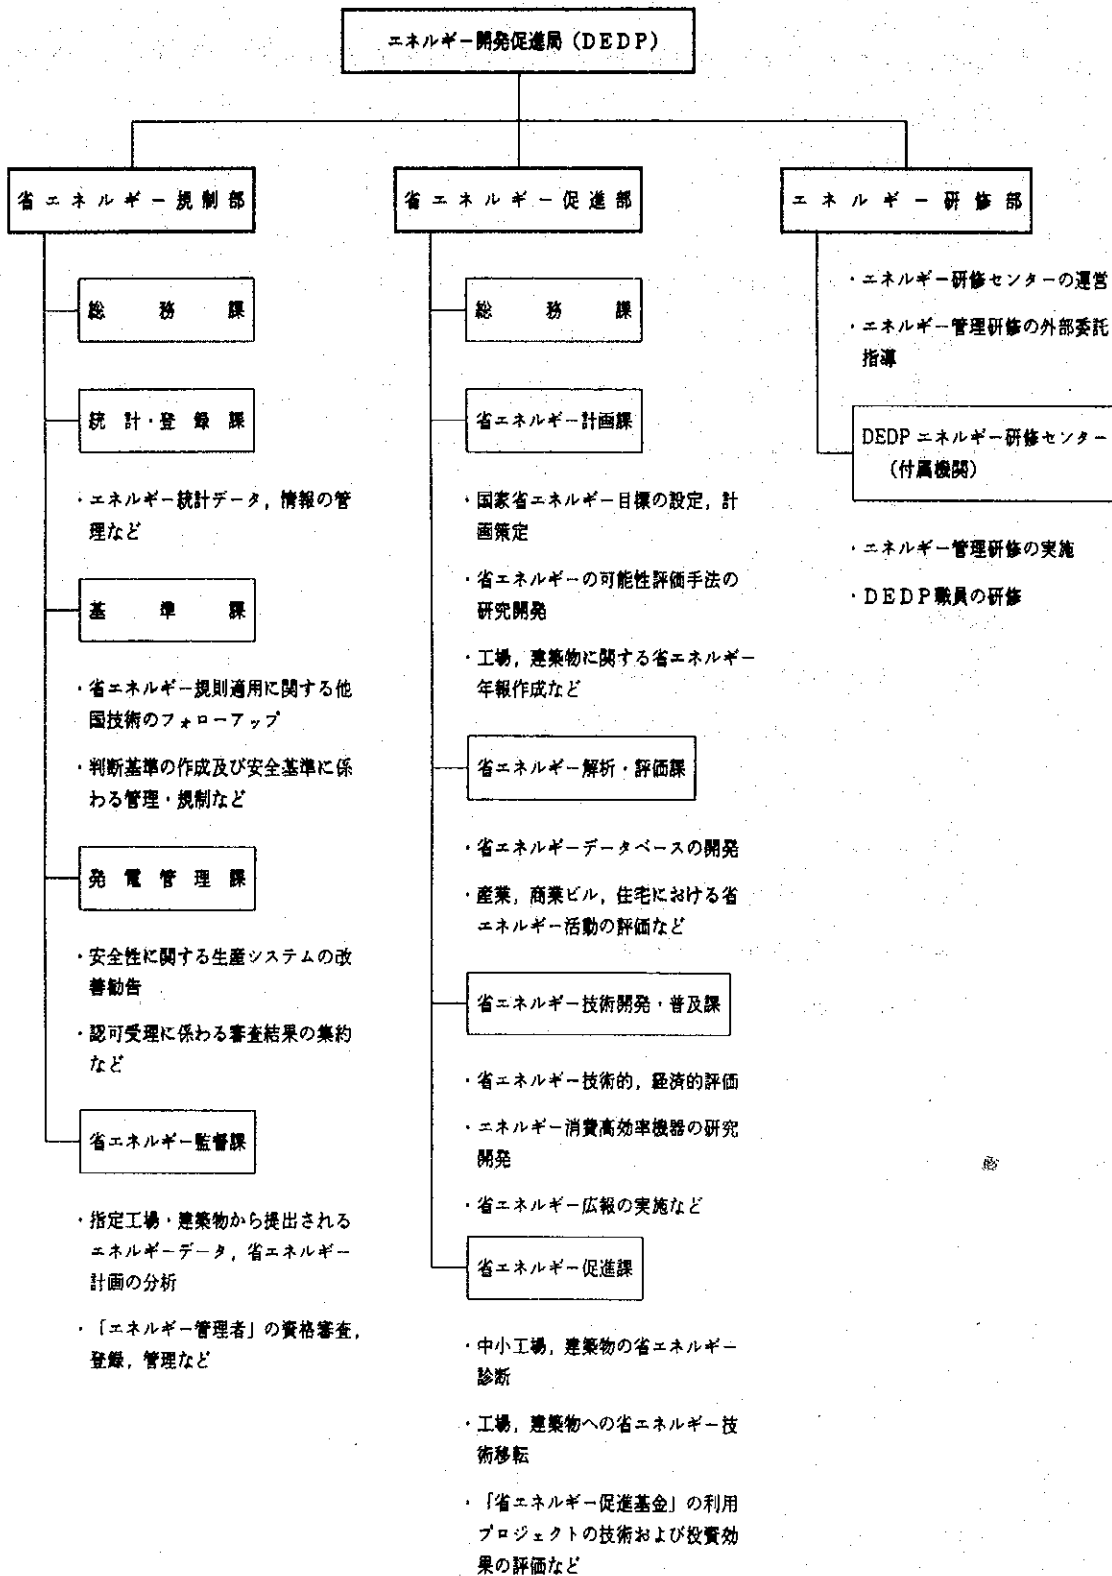 エネルギー開発促進局 (DEDP)
省エネルギー規制部
総務課
統計・登録課
・エネルギー統計データ, 情報の管
理など
基準課
・省エネルギー規則適用に関する他
国技術のフォローアップ
・判断基準の作成及び安全基準に係
わる管理・規制など
発電管理課
・安全性に関する生産システムの改
善勧告
・認可受理に係わる審査結果の集約
など
省エネルギー監督課
・指定工場・建築物から提出される
エネルギーデータ, 省エネルギー
計画の分析
・「エネルギー管理者」の資格審査,
登録, 管理など
省エネルギー促進部
総務課
省エネルギー計画課
・国家省エネルギー目標の設定, 計
画策定
・省エネルギーの可能性評価手法の
研究開発
・工場, 建築物に関する省エネルギー
年報作成など
省エネルギー解析・評価課
・省エネルギーデータベースの開発
・産業, 商業ビル, 住宅における省
エネルギー活動の評価など
省エネルギー技術開発・普及課
・省エネルギー技術的, 経済的評価
・エネルギー消費高効率機器の研究
開発
・省エネルギー広報の実施など
省エネルギー促進課
・中小工場, 建築物の省エネルギー
診断
・工場, 建築物への省エネルギー技
術移転
・「省エネルギー促進基金」の利用
プロジェクトの技術および投資効
果の評価など
エネルギー研修部
・エネルギー研修センターの運営
・エネルギー管理研修の外部委託
指導
DEDP エネルギー研修センター
(付属機関)
・エネルギー管理研修の実施
・DEDP職員の研修